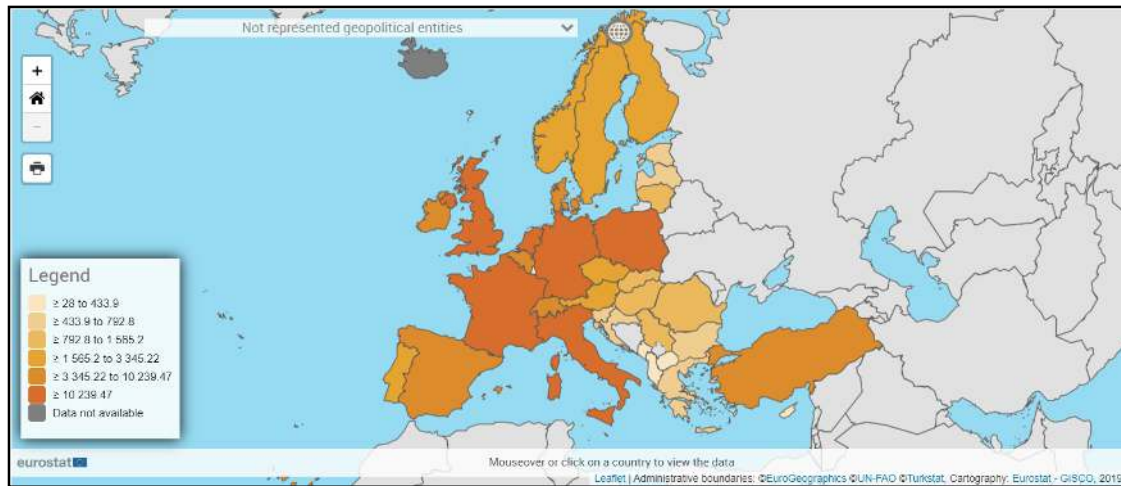 Not represented geopolitical entities
+
−
Legend
≥ 28 to 433.9
≥ 433.9 to 792.8
≥ 792.8 to 1 565.2
≥ 1 565.2 to 3 345.22
≥ 3 345.22 to 10 239.47
≥ 10 239.47
Data not available
eurostat
Mouseover or click on a country to view the data
Leaflet | Administrative boundaries: ©EuroGeographics ©UN-FAO ©Turkstat, Cartography: Eurostat - GISCO, 2019